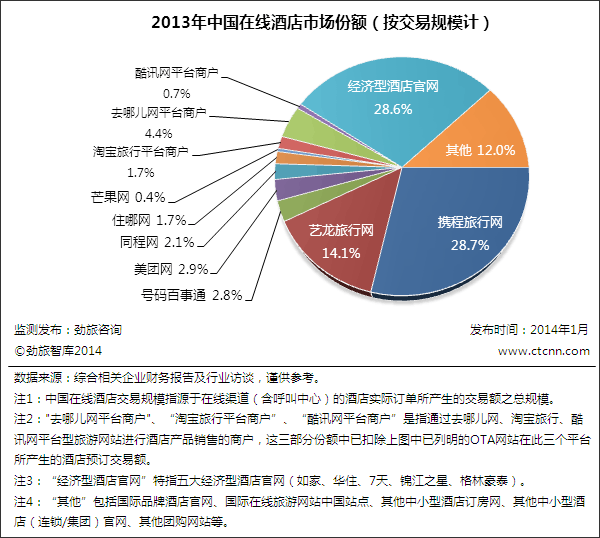 2013年中国在线酒店市场份额（按交易规模计）
酷讯网平台商户
0.7%
去哪儿网平台商户
4.4%
淘宝旅行平台商户
1.7%
芒果网 0.4%
住哪网 1.7%
同程网 2.1%
美团网 2.9%
号码百事通 2.8%
经济型酒店官网
28.6%
其他 12.0%
携程旅行网
28.7%
艺龙旅行网
14.1%
监测发布：劲旅咨询
发布时间：2014年1月
©劲旅智库2014
www.ctcnn.com
数据来源：综合相关企业财务报告及行业访谈，谨供参考。
注1：中国在线酒店交易规模指源于在线渠道（含呼叫中心）的酒店实际订单所产生的交易额之总规模。
注2："去哪儿网平台商户"、"淘宝旅行平台商户"、"酷讯网平台商户"是指通过去哪儿网、淘宝旅行、酷
讯网平台型旅游网站进行酒店产品销售的商户，这三部分份额中已扣除上图中已列明的OTA网站在此三个平台
所产生的酒店预订交易额。
注3："经济型酒店官网"特指五大经济型酒店官网（如家、华住、7天、锦江之星、格林豪泰）。
注4："其他"包括国际品牌酒店官网、国际在线旅游网站中国站点、其他中小型酒店订房网、其他中小型酒
店（连锁/集团）官网、其他团购网站等。